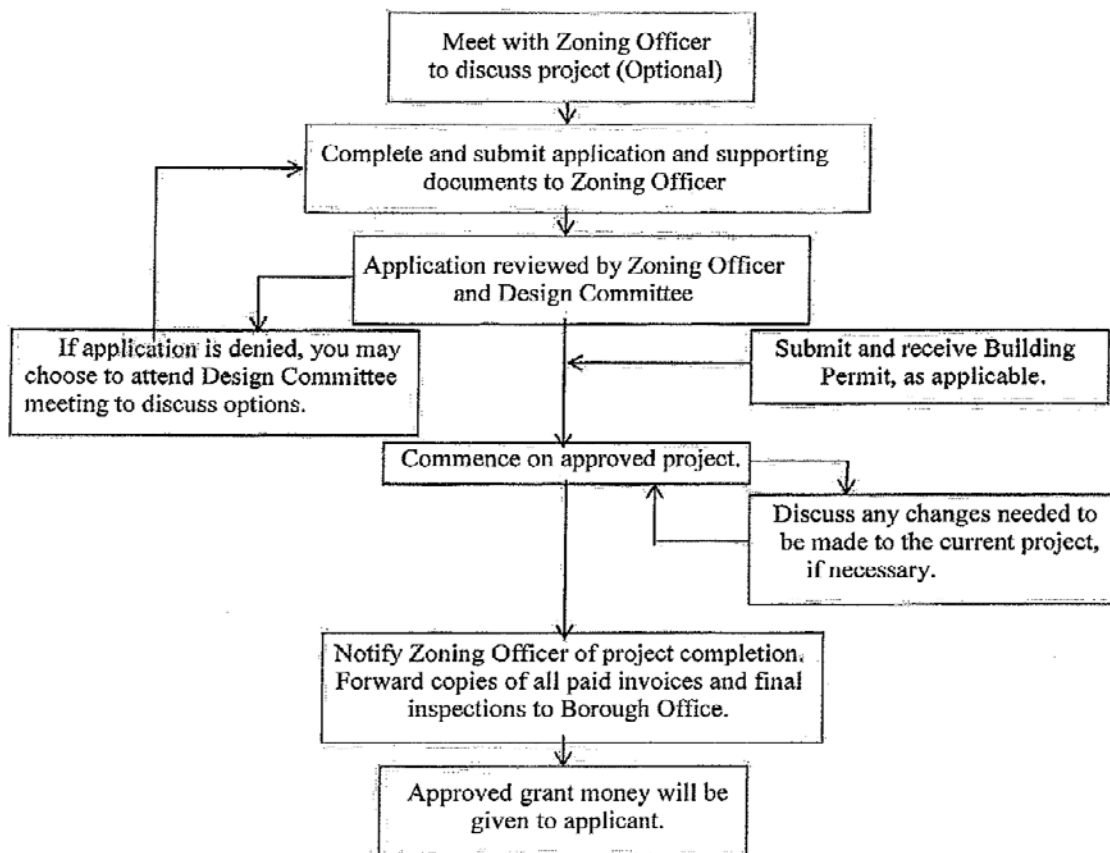 Meet with Zoning Officer
to discuss project (Optional)
Complete and submit application and supporting
documents to Zoning Officer
Application reviewed by Zoning Officer
and Design Committee
If application is denied, you may
choose to attend Design Committee
meeting to discuss options.
Submit and receive Building
Permit, as applicable.
Commence on approved project.
Discuss any changes needed to
be made to the current project,
if necessary.
Notify Zoning Officer of project completion.
Forward copies of all paid invoices and final
inspections to Borough Office.
Approved grant money will be
given to applicant.